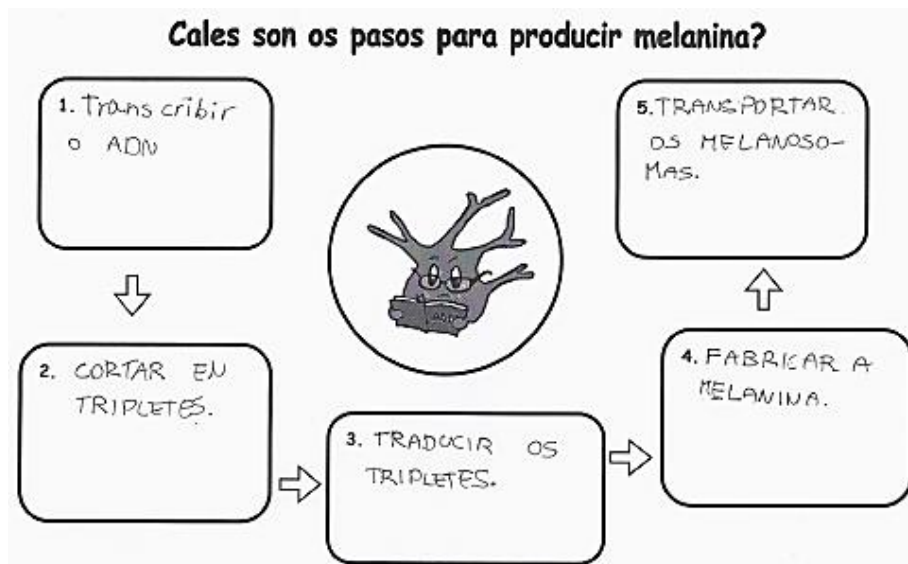 Cales son os pasos para producir melanina?
1. Transcribir
o ADN
2. CORTAR EN
TRIPLETES.
3. TRADUCIR OS
TRIPLETES.
4. FABRICAR A
MELANINA.
5. TRANSPORTAR
OS MELANOSO-
MAS.
ADN